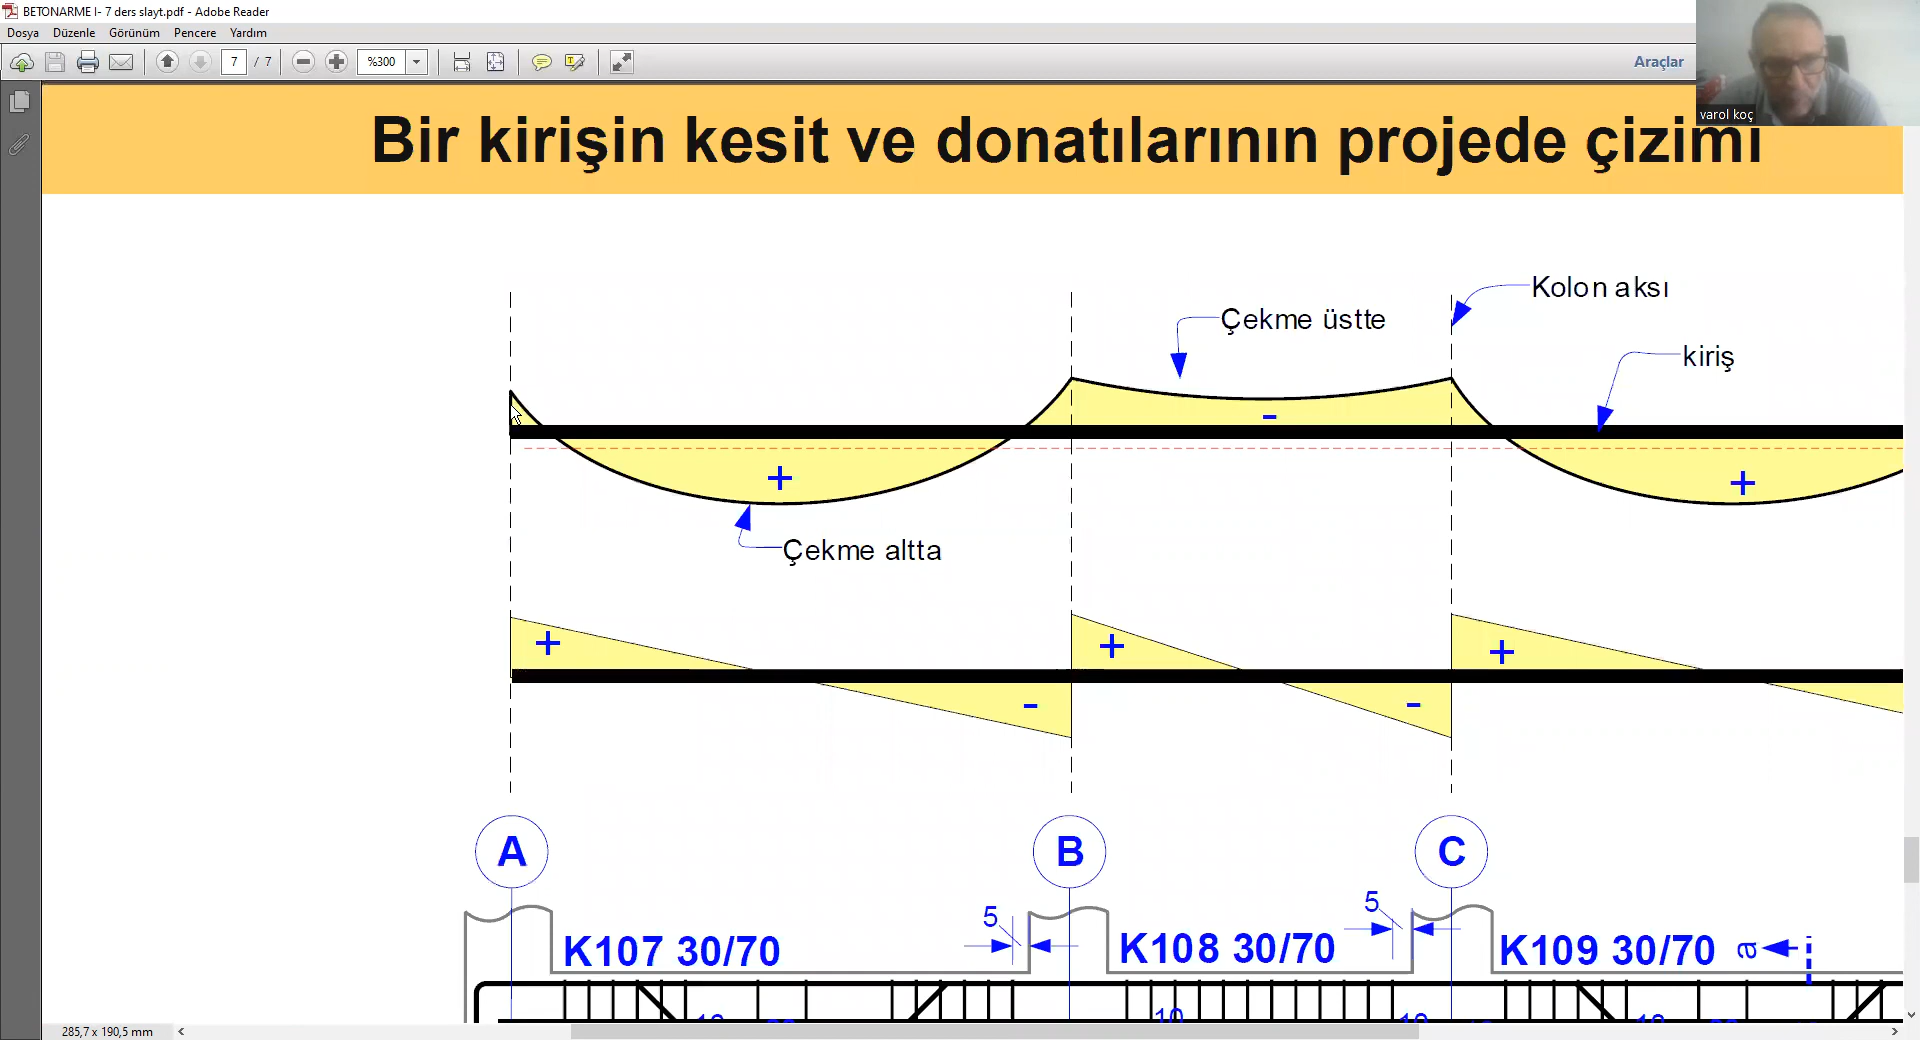 BETONARME I- 7 ders slayt.pdf - Adobe Reader
Dosya Düzenle Görünüm Pencere Yardım
7 / 7 %300 Araçlar
varol koç
Bir kirişin kesit ve donatılarının projede çizimi
Kolon aksı
Çekme üstte
kiriş
-
+ +
Çekme altta
+ + +
- -
A B C
5 5
K107 30/70 K108 30/70 K109 30/70 a
285,7 x 190,5 mm